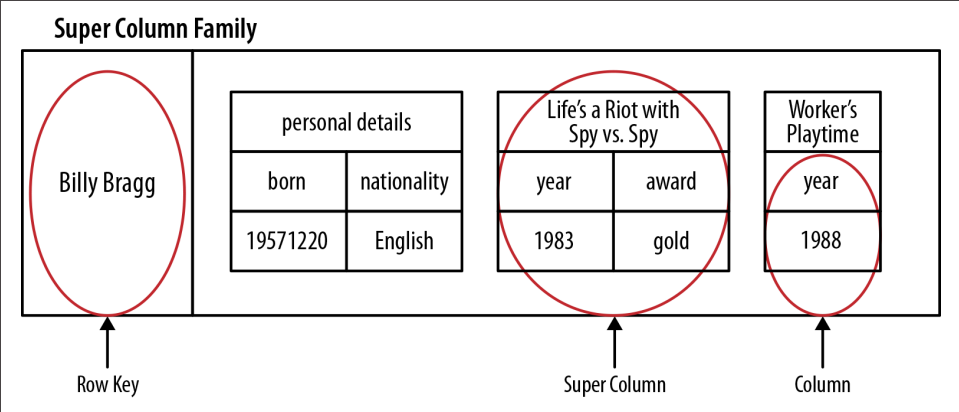 Super Column Family
Billy Bragg
personal details
born nationality
19571220 English
Life's a Riot with
Spy vs. Spy
year award
1983 gold
Worker's
Playtime
year
1988
Row Key
Super Column
Column